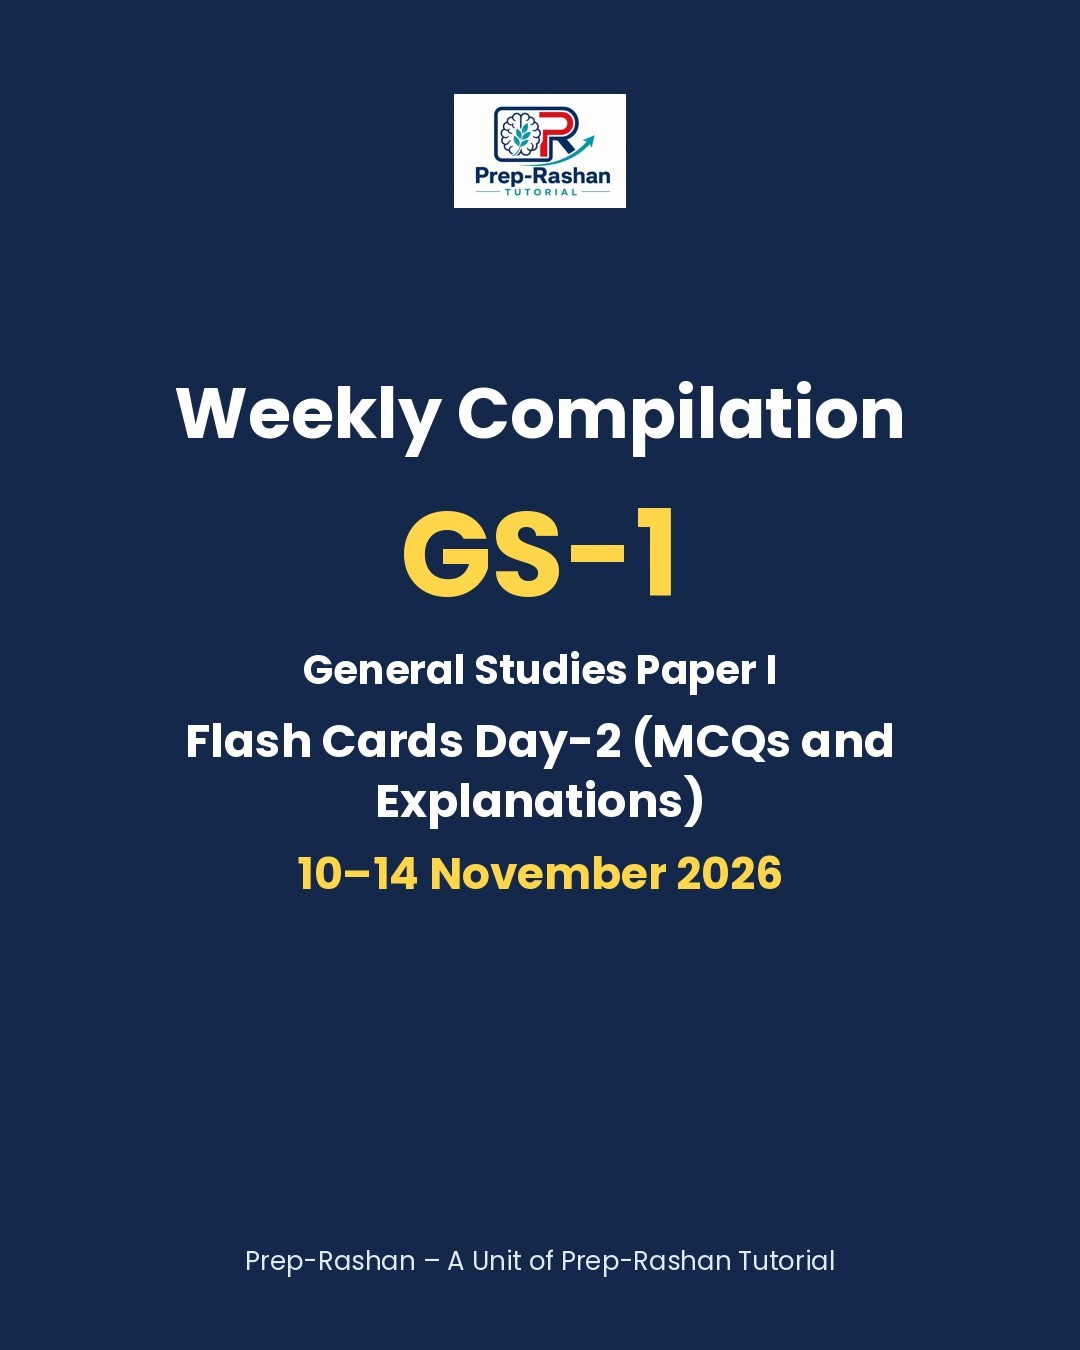 Prep-Rashan
TUTORIAL
Weekly Compilation
GS-1
General Studies Paper I
Flash Cards Day-2 (MCQs and
Explanations)
10–14 November 2026
Prep-Rashan – A Unit of Prep-Rashan Tutorial